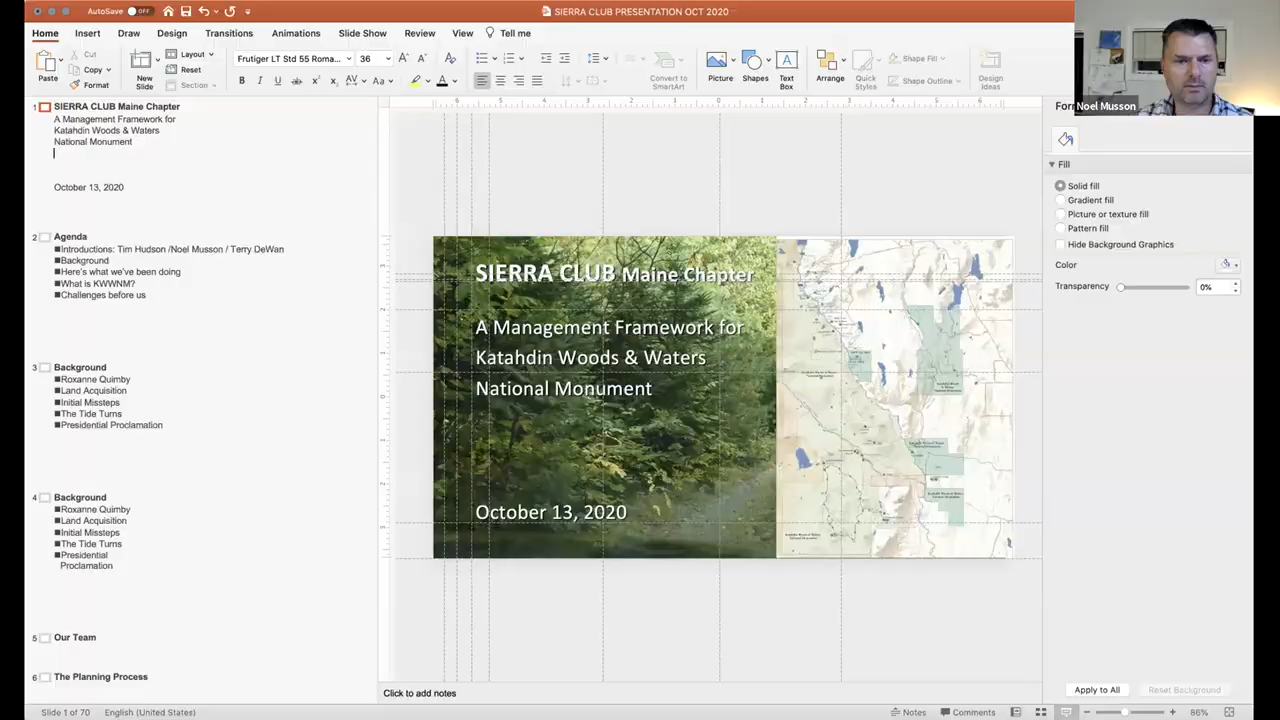 AutoSave OFF
SIERRA CLUB PRESENTATION OCT 2020
Home Insert Draw Design Transitions Animations Slide Show Review View Tell me
Paste
Cut
Copy
Format
New Slide
Layout
Reset
Section
Frutiger LT Std 55 Roma...
36
Convert to SmartArt
Picture
Shapes
Text Box
Arrange
Quick Styles
Shape Fill
Shape Outline
Design Ideas
Noel Musson
1 SIERRA CLUB Maine Chapter
A Management Framework for
Katahdin Woods & Waters
National Monument
October 13, 2020
2 Agenda
Introductions: Tim Hudson /Noel Musson / Terry DeWan
Background
Here's what we've been doing
What is KWWNM?
Challenges before us
3 Background
Roxanne Quimby
Land Acquisition
Initial Missteps
The Tide Turns
Presidential Proclamation
4 Background
Roxanne Quimby
Land Acquisition
Initial Missteps
The Tide Turns
Presidential
Proclamation
5 Our Team
6 The Planning Process
SIERRA CLUB Maine Chapter
A Management Framework for
Katahdin Woods & Waters
National Monument
October 13, 2020
Fill
Solid fill
Gradient fill
Picture or texture fill
Pattern fill
Hide Background Graphics
Color
Transparency 0%
Apply to All
Reset Background
Click to add notes
Slide 1 of 70
English (United States)
Notes
Comments
86%